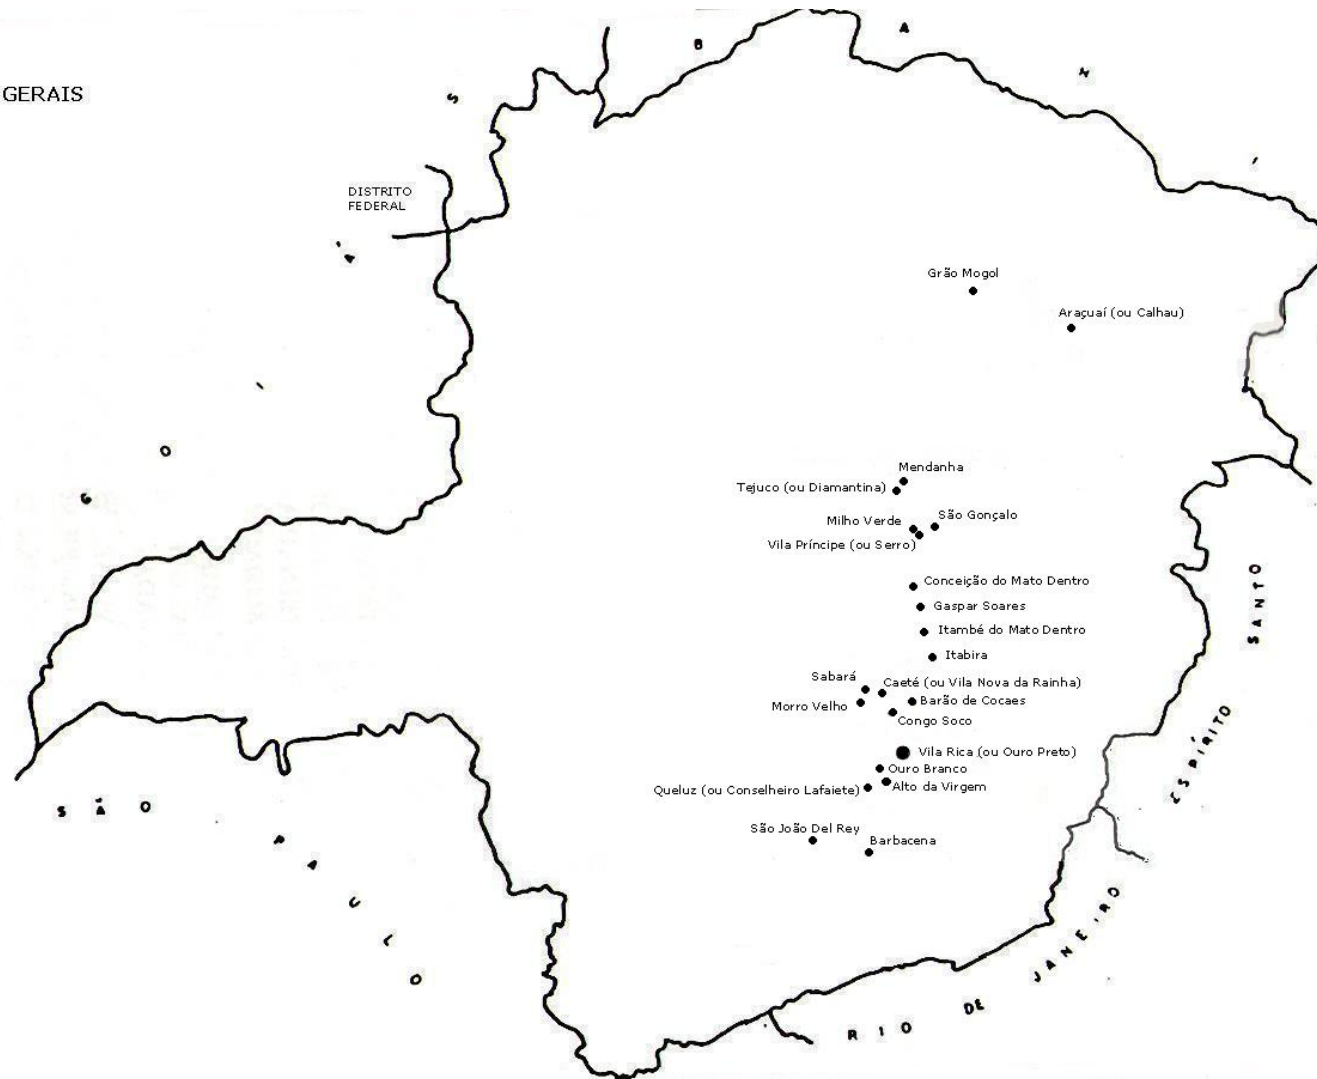 B A H I
GERAIS
DISTRITO
FEDERAL
G O I Á S
Grão Mogol
Araçuaí (ou Calhau)
Mendanha
Tejuco (ou Diamantina)
São Gonçalo
Milho Verde
Vila Príncipe (ou Serro)
Conceição do Mato Dentro
Gaspar Soares
Itambé do Mato Dentro
Itabira
Sabará
Caeté (ou Vila Nova da Rainha)
Barão de Cocaes
Morro Velho
Congo Soco
Vila Rica (ou Ouro Preto)
Ouro Branco
Alto da Virgem
Queluz (ou Conselheiro Lafaiete)
São João Del Rey
Barbacena
ESPÍRITO SANTO
SÃO PAULO
RIO DE JANEIRO